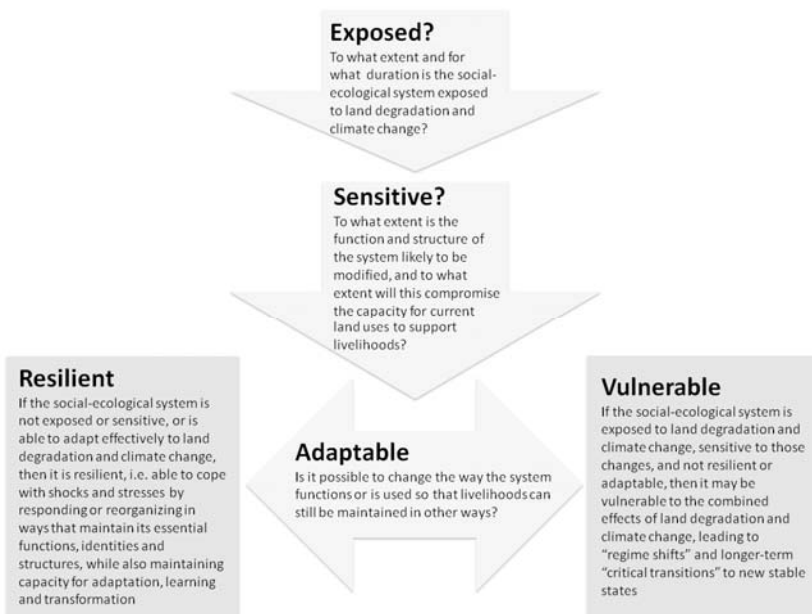 Exposed?
To what extent and for
what duration is the social-
ecological system exposed
to land degradation and
climate change?
Sensitive?
To what extent is the
function and structure of
the system likely to be
modified, and to what
extent will this compromise
the capacity for current
land uses to support
livelihoods?
Resilient
If the social-ecological system is
not exposed or sensitive, or is
able to adapt effectively to land
degradation and climate change,
then it is resilient, i.e. able to cope
with shocks and stresses by
responding or reorganizing in
ways that maintain its essential
functions, identities and
structures, while also maintaining
capacity for adaptation, learning
and transformation
Adaptable
Is it possible to change the way the system
functions or is used so that livelihoods can
still be maintained in other ways?
Vulnerable
If the social-ecological system is
exposed to land degradation and
climate change, sensitive to those
changes, and not resilient or
adaptable, then it may be
vulnerable to the combined
effects of land degradation and
climate change, leading to
“regime shifts” and longer-term
“critical transitions” to new stable
states